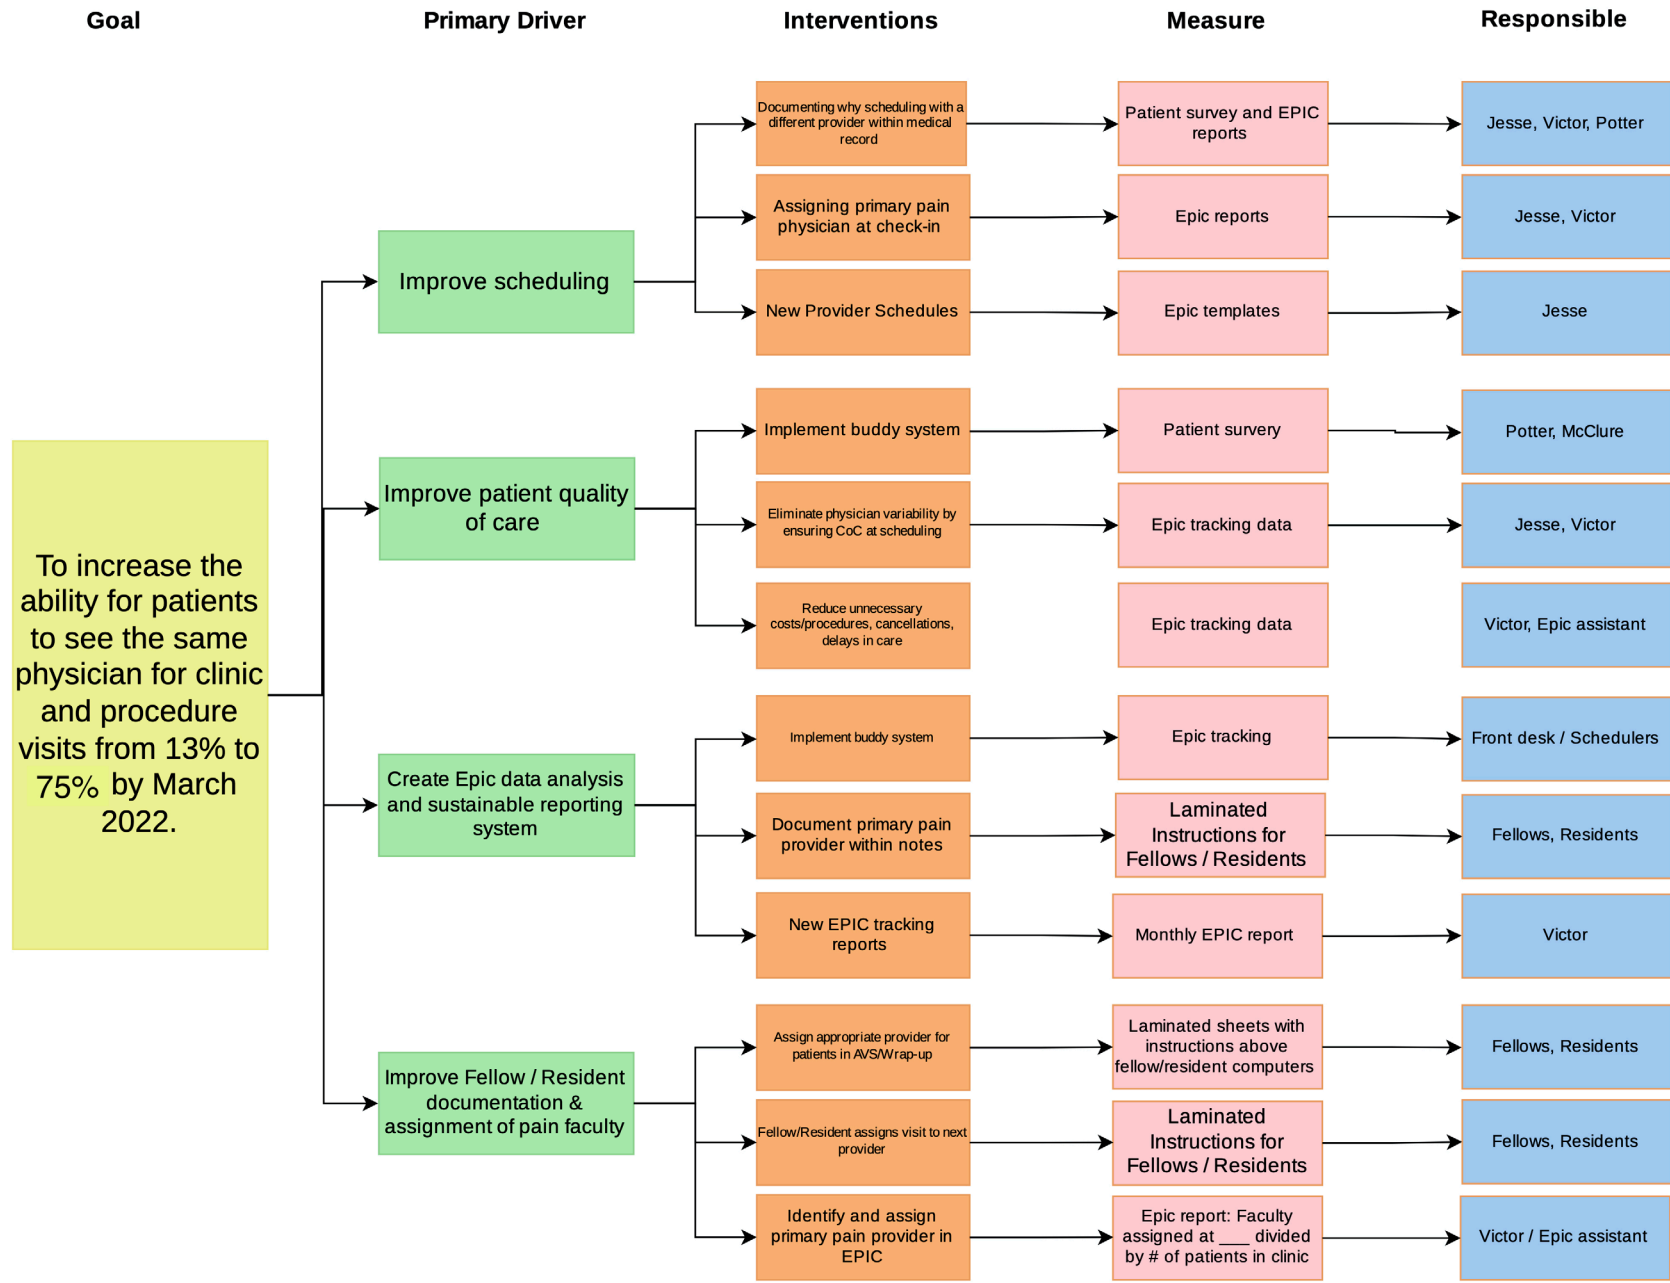 Goal
Primary Driver
Interventions
Measure
Responsible
Documenting why scheduling with a
different provider within medical
record
Patient survey and EPIC
reports
Jesse, Victor, Potter
Assigning primary pain
physician at check-in
Epic reports
Jesse, Victor
Improve scheduling
New Provider Schedules
Epic templates
Jesse
Implement buddy system
Patient survery
Potter, McClure
Improve patient quality
of care
Eliminate physician variability by
ensuring CoC at scheduling
Epic tracking data
Jesse, Victor
Reduce unnecessary
costs/procedures, cancellations,
delays in care
Epic tracking data
Victor, Epic assistant
To increase the
ability for patients
to see the same
physician for clinic
and procedure
visits from 13% to
75% by March
2022.
Implement buddy system
Epic tracking
Front desk / Schedulers
Create Epic data analysis
and sustainable reporting
system
Document primary pain
provider within notes
Laminated
Instructions for
Fellows / Residents
Fellows, Residents
New EPIC tracking
reports
Monthly EPIC report
Victor
Assign appropriate provider for
patients in AVS/Wrap-up
Laminated sheets with
instructions above
fellow/resident computers
Fellows, Residents
Improve Fellow / Resident
documentation &
assignment of pain faculty
Fellow/Resident assigns visit to next
provider
Laminated
Instructions for
Fellows / Residents
Fellows, Residents
Identify and assign
primary pain provider in
EPIC
Epic report: Faculty
assigned at ___ divided
by # of patients in clinic
Victor / Epic assistant